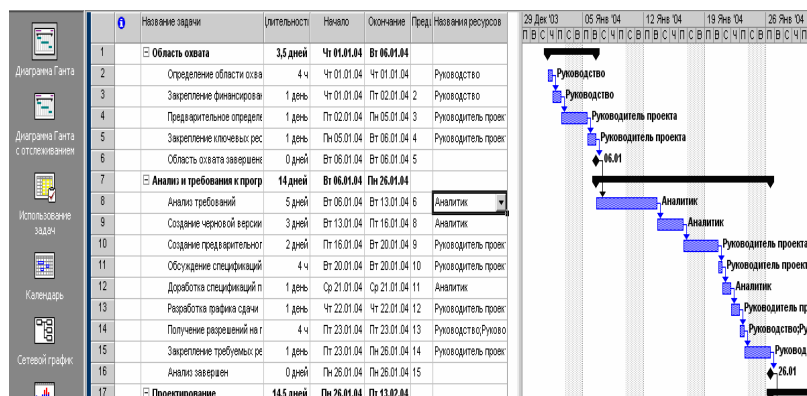 Название задачи Длительность Начало Окончание Предш Названия ресурсов 29 Дек '03 05 Янв '04 12 Янв '04 19 Янв '04 26 Янв '04
П В С Ч П С В П В С Ч П С В П В С Ч П С В П В С Ч П С В П В С Ч
1 Область охвата 3,5 дней Чт 01.01.04 Вт 06.01.04
2 Определение области охва 4 ч Чт 01.01.04 Чт 01.01.04 Руководство Руководство
3 Закрепление финансирован 1 день Чт 01.01.04 Пт 02.01.04 2 Руководство Руководство
4 Предварительное определе 1 день Пт 02.01.04 Пн 05.01.04 3 Руководитель проек Руководитель проекта
5 Закрепление ключевых рес 1 день Пн 05.01.04 Вт 06.01.04 4 Руководитель проек Руководитель проекта
6 Область охвата завершена 0 дней Вт 06.01.04 Вт 06.01.04 5 06.01
7 Анализ и требования к прогр 14 дней Вт 06.01.04 Пн 26.01.04
8 Анализ требований 5 дней Вт 06.01.04 Вт 13.01.04 6 Аналитик Аналитик
9 Создание черновой версии 3 дней Вт 13.01.04 Пт 16.01.04 8 Аналитик Аналитик
10 Создание предварительног 2 дней Пт 16.01.04 Вт 20.01.04 9 Руководитель проек Руководитель проекта
11 Обсуждение спецификаций 4 ч Вт 20.01.04 Вт 20.01.04 10 Руководитель проек Руководитель проект
12 Доработка спецификаций п 1 день Ср 21.01.04 Ср 21.01.04 11 Аналитик Аналитик
13 Разработка графика сдачи 1 день Чт 22.01.04 Чт 22.01.04 12 Руководитель проек Руководитель пр
14 Получение разрешений на г 4 ч Пт 23.01.04 Пт 23.01.04 13 Руководство;Руково Руководство;Ру
15 Закрепление требуемых ре 1 день Пт 23.01.04 Пн 26.01.04 14 Руководитель проек Руковод
16 Анализ завершен 0 дней Пн 26.01.04 Пн 26.01.04 15 26.01
17 Проектирование 14,5 дней Пн 26.01.04 Пт 13.02.04
Диаграмма Ганта
Диаграмма Ганта
с отслеживанием
Использование
задач
Календарь
Сетевой график